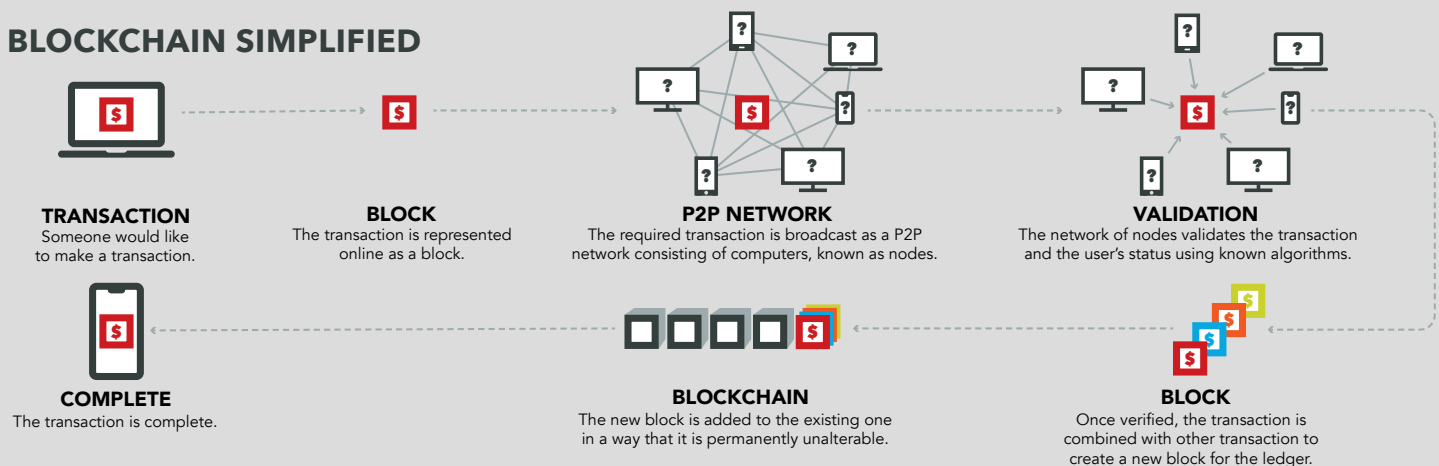 BLOCKCHAIN SIMPLIFIED
$
$
?
?
?
$
?
?
?
?
?
?
$
?
?
?
TRANSACTION
Someone would like
to make a transaction.
BLOCK
The transaction is represented
online as a block.
P2P NETWORK
The required transaction is broadcast as a P2P
network consisting of computers, known as nodes.
VALIDATION
The network of nodes validates the transaction
and the user's status using known algorithms.
$
COMPLETE
The transaction is complete.
$
BLOCKCHAIN
The new block is added to the existing one
in a way that it is permanently unalterable.
$
$
$
$
BLOCK
Once verified, the transaction is
combined with other transaction to
create a new block for the ledger.